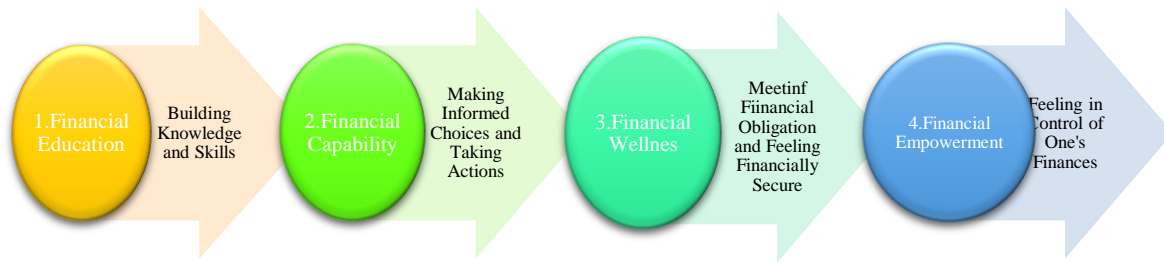 1.Financial
Education
Building
Knowledge
and Skills
2.Financial
Capability
Making
Informed
Choices and
Taking
Actions
3.Financial
Wellnes
Meetinf
Fiinancial
Obligation
and Feeling
Financially
Secure
4.Financial
Empowerment
Feeling in
Control of
One's
Finances